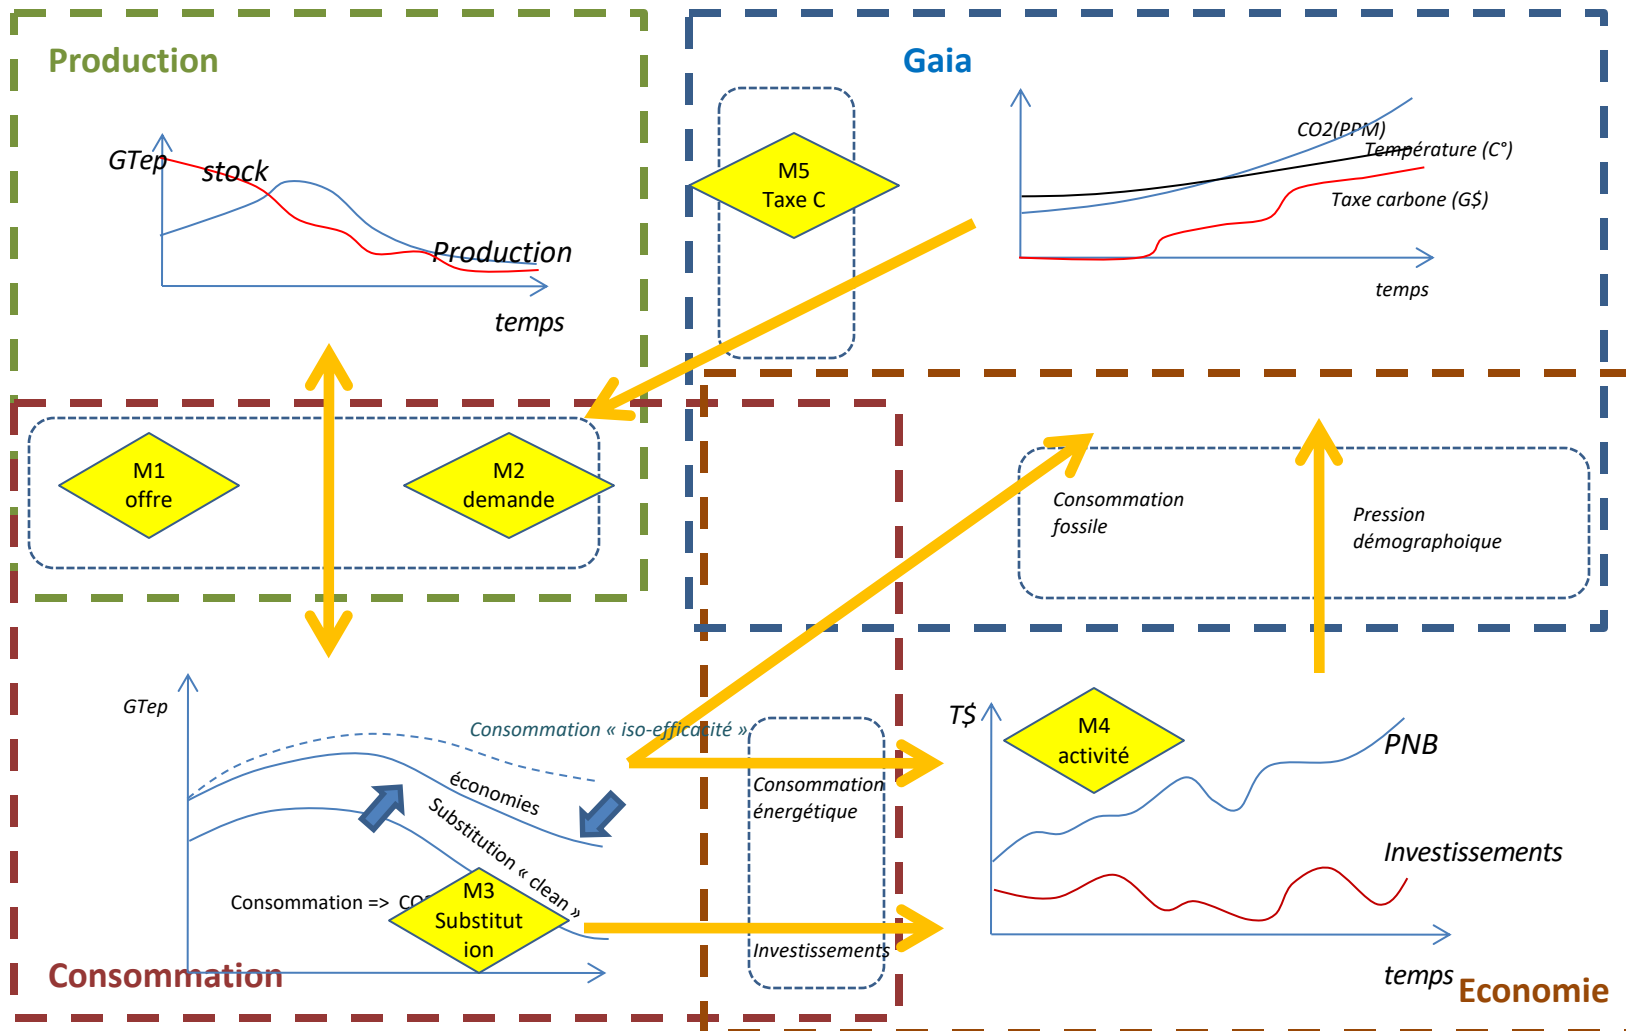 Production
GTep
stock
Production
temps
Gaia
M5
Taxe C
CO2(PPM)
Température (C°)
Taxe carbone (G$)
temps
M1
offre
M2
demande
Consommation
fossile
Pression
démographoique
GTep
Consommation « iso-efficacité »
économies
Substitution « clean »
Consommation => CO
M3
Substitut
ion
Consommation
Consommation
énergétique
Investissements
T$
M4
activité
PNB
Investissements
temps
Economie